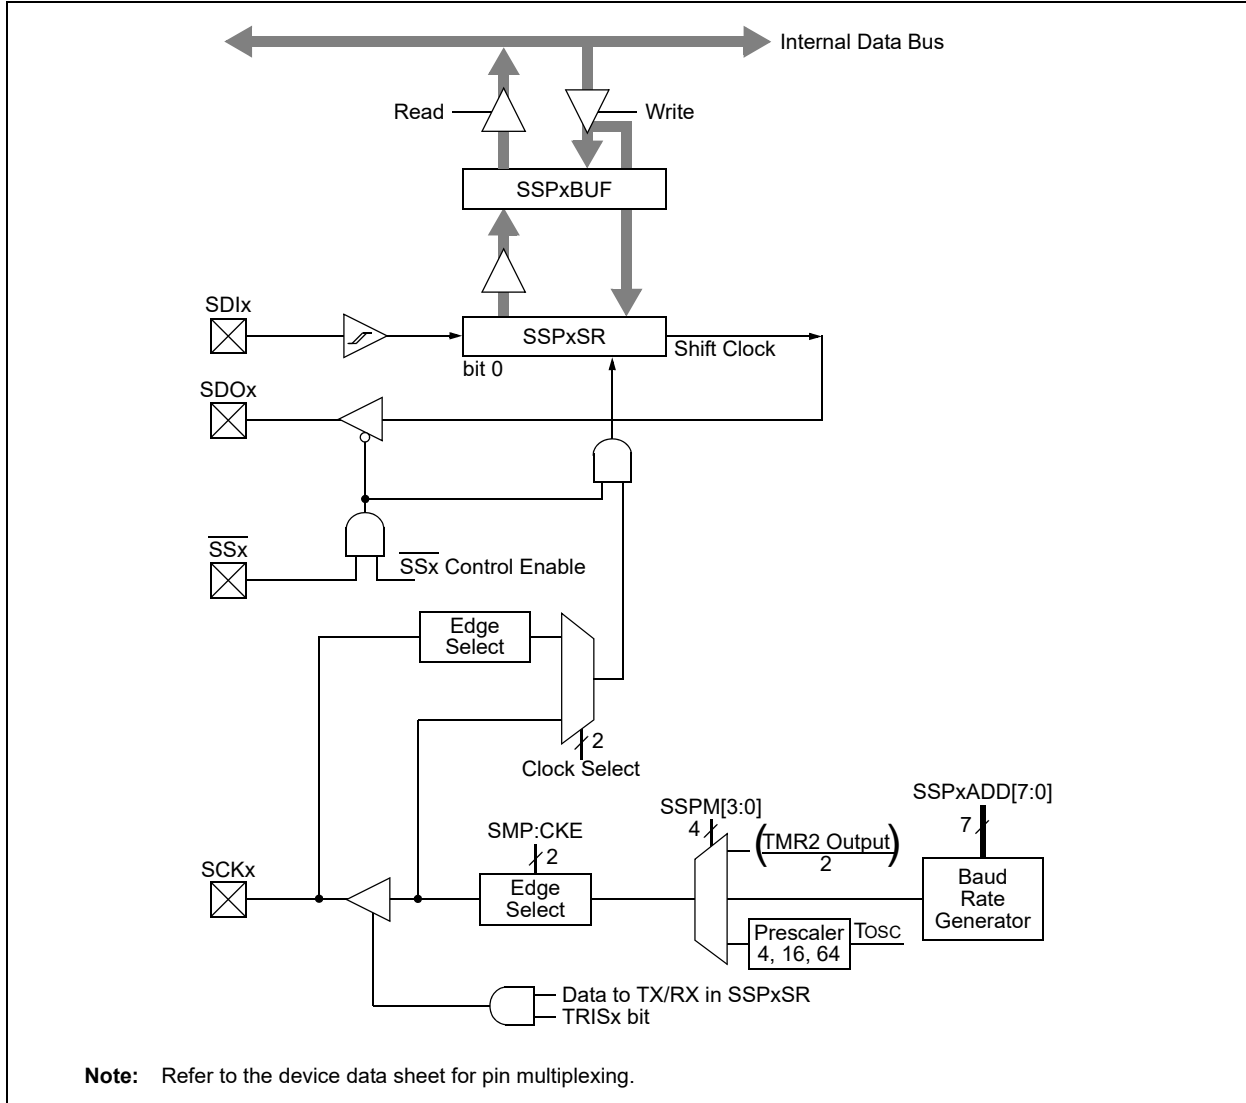 Internal Data Bus
Read
Write
SSPxBUF
SDIx
SSPxSR
Shift Clock
bit 0
SDOx
SSx
SSx Control Enable
Edge
Select
2
Clock Select
SSPxADD[7:0]
SSPM[3:0]
7
4
SMP:CKE
(TMR2 Output)
2
2
SCKx
Edge
Select
Baud
Rate
Generator
Prescaler
4, 16, 64
TOSC
Data to TX/RX in SSPxSR
TRISx bit
Note: Refer to the device data sheet for pin multiplexing.